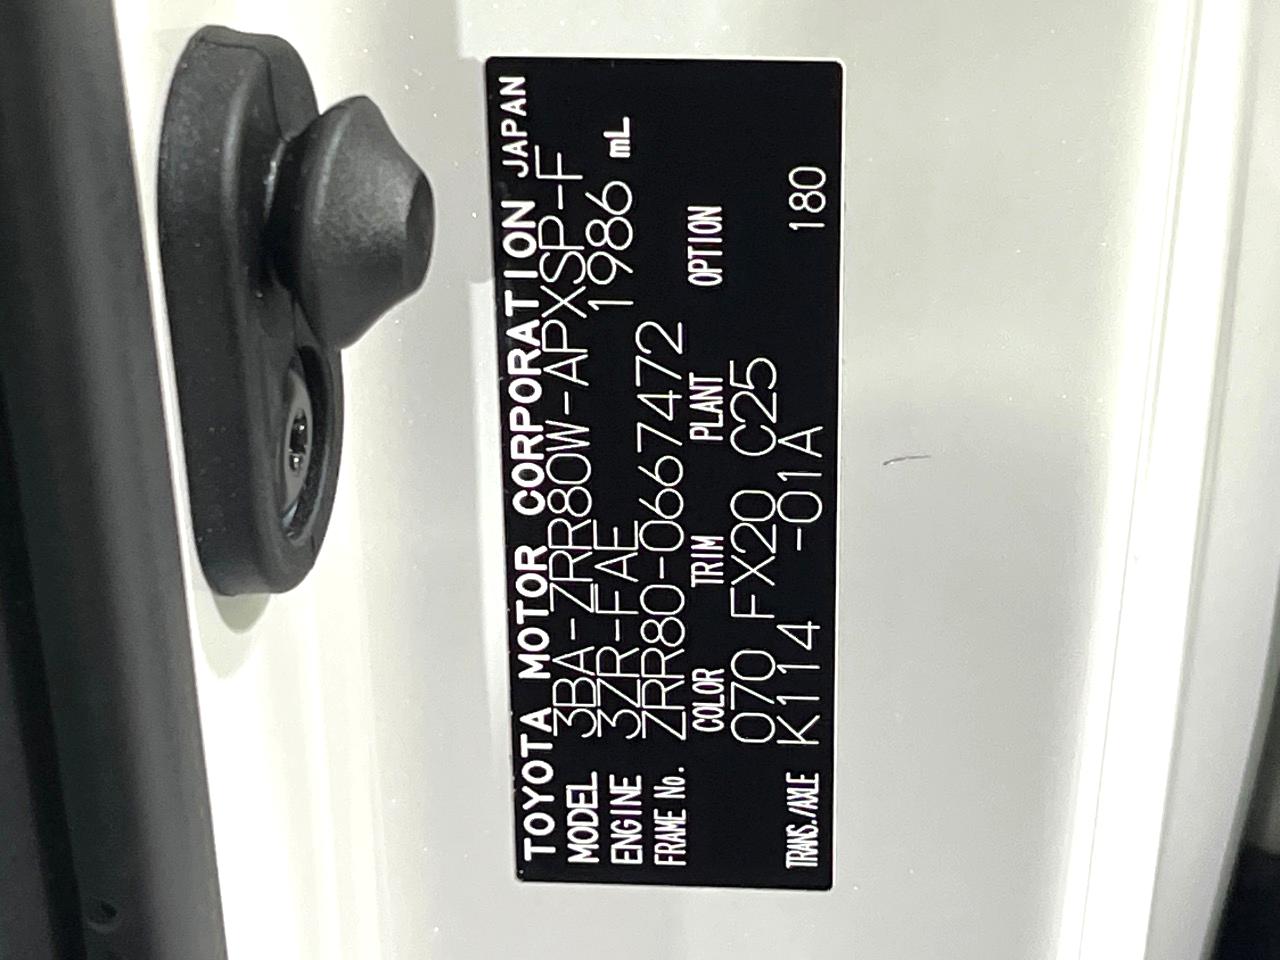 TOYOTA MOTOR CORPORATION JAPAN
MODEL 3BA-ZRR80W-APXSP-F
ENGINE 3ZR-FAE 1986 mL
FRAME No. ZRR80-0667472
COLOR TRIM PLANT OPTION
070 FX20 C25
TRANS./AXLE K114 -01A 180